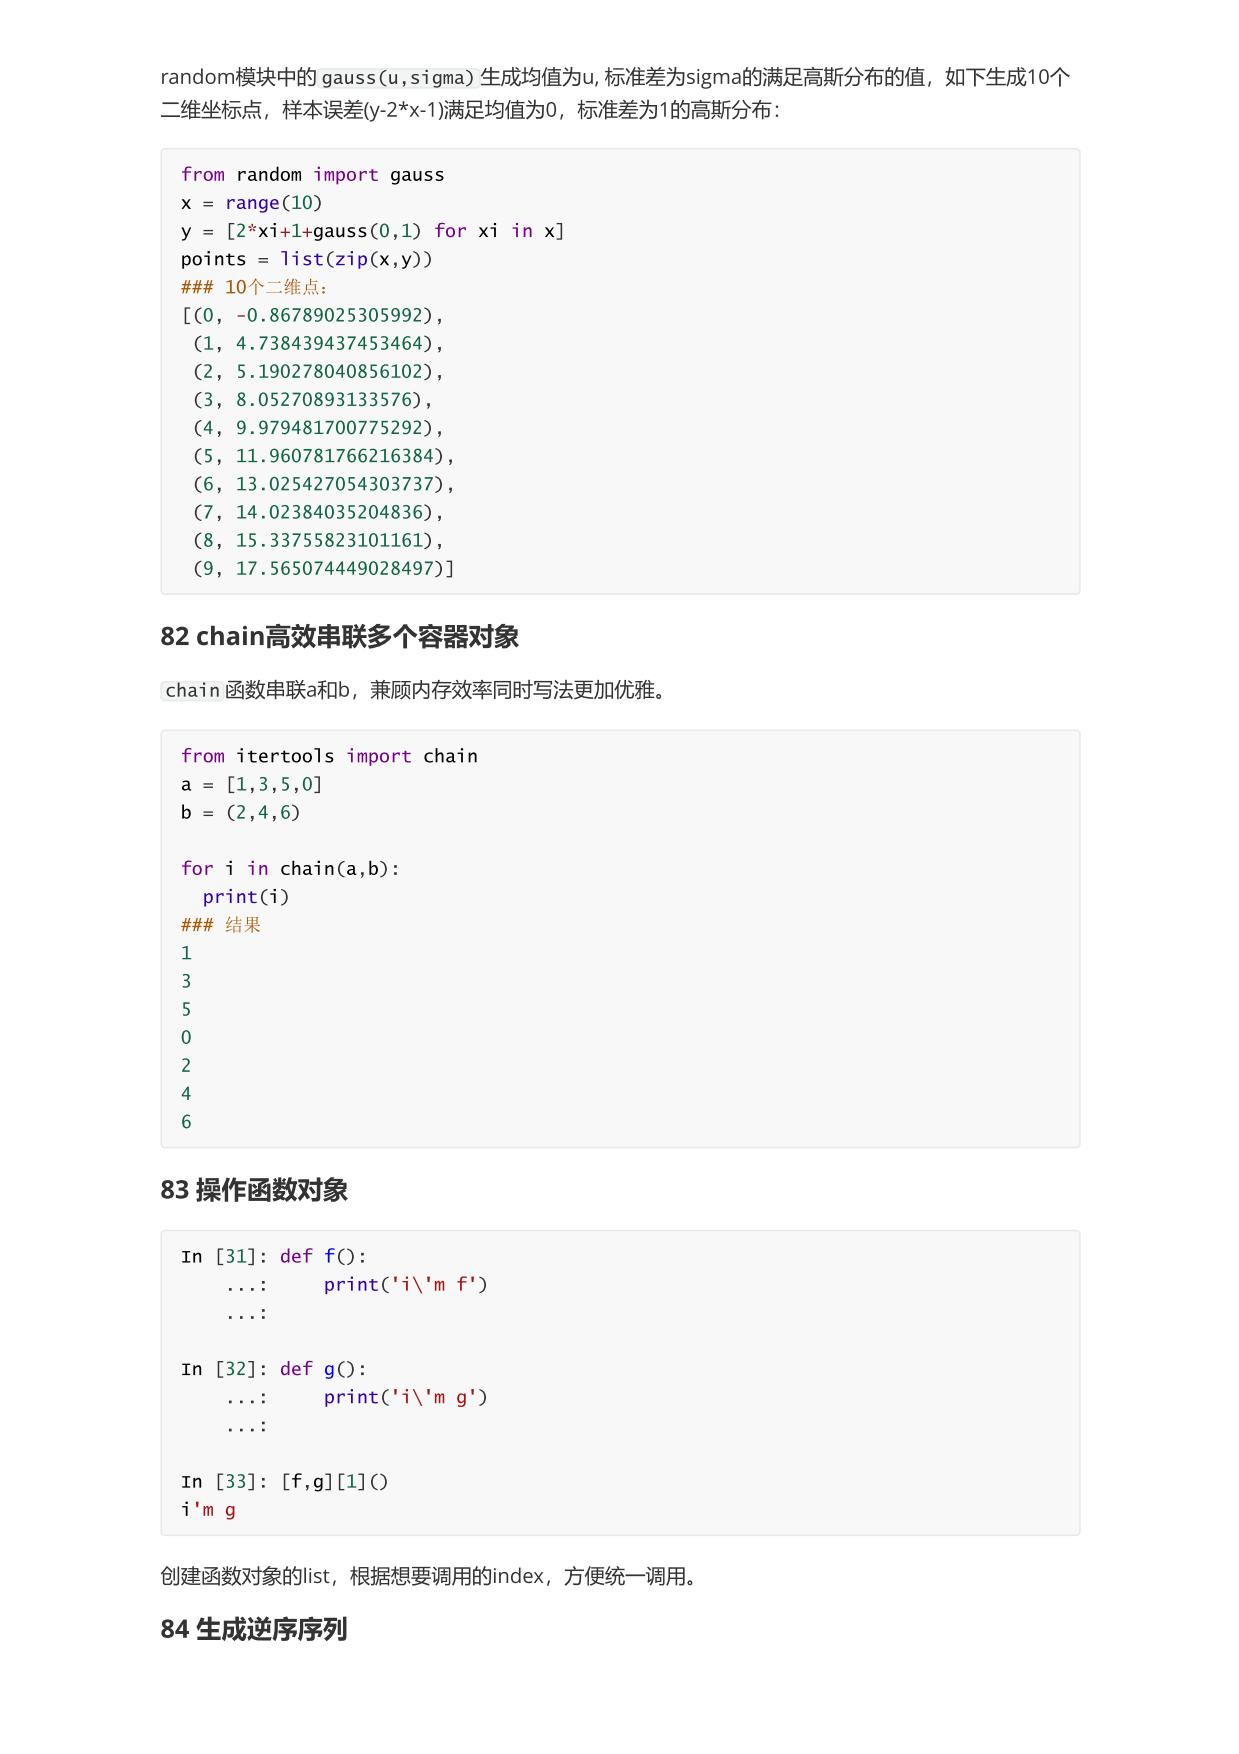 random模块中的gauss(u,sigma)生成均值为u, 标准差为sigma的满足高斯分布的值，如下生成10个
二维坐标点，样本误差(y-2*x-1)满足均值为0，标准差为1的高斯分布：
from random import gauss
x = range(10)
y = [2*xi+1+gauss(0,1) for xi in x]
points = list(zip(x,y))
### 10个二维点：
[(0, -0.86789025305992),
 (1, 4.738439437453464),
 (2, 5.190278040856102),
 (3, 8.05270893133576),
 (4, 9.979481700775292),
 (5, 11.960781766216384),
 (6, 13.025427054303737),
 (7, 14.02384035204836),
 (8, 15.33755823101161),
 (9, 17.565074449028497)]
82 chain高效串联多个容器对象
chain函数串联a和b，兼顾内存效率同时写法更加优雅。
from itertools import chain
a = [1,3,5,0]
b = (2,4,6)
for i in chain(a,b):
  print(i)
### 结果
1
3
5
0
2
4
6
83 操作函数对象
In [31]: def f():
    ...:     print('i\'m f')
    ...:
In [32]: def g():
    ...:     print('i\'m g')
    ...:
In [33]: [f,g][1]()
i'm g
创建函数对象的list，根据想要调用的index，方便统一调用。
84 生成逆序序列